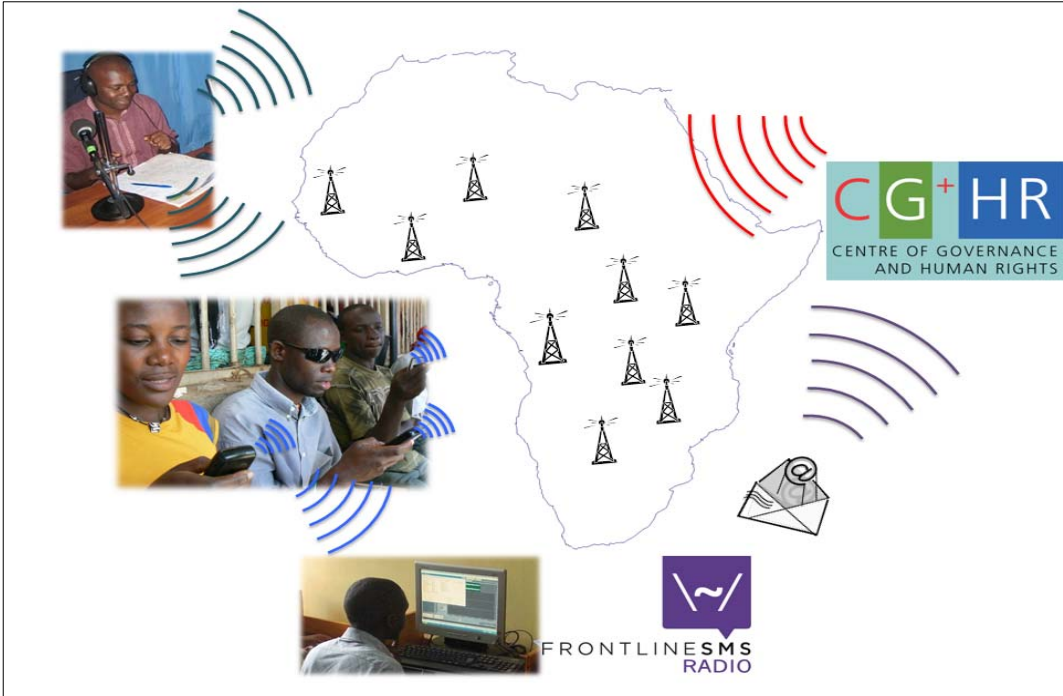 CG+HR
CENTRE OF GOVERNANCE
AND HUMAN RIGHTS
@
\~/
FRONTLINESMS
RADIO